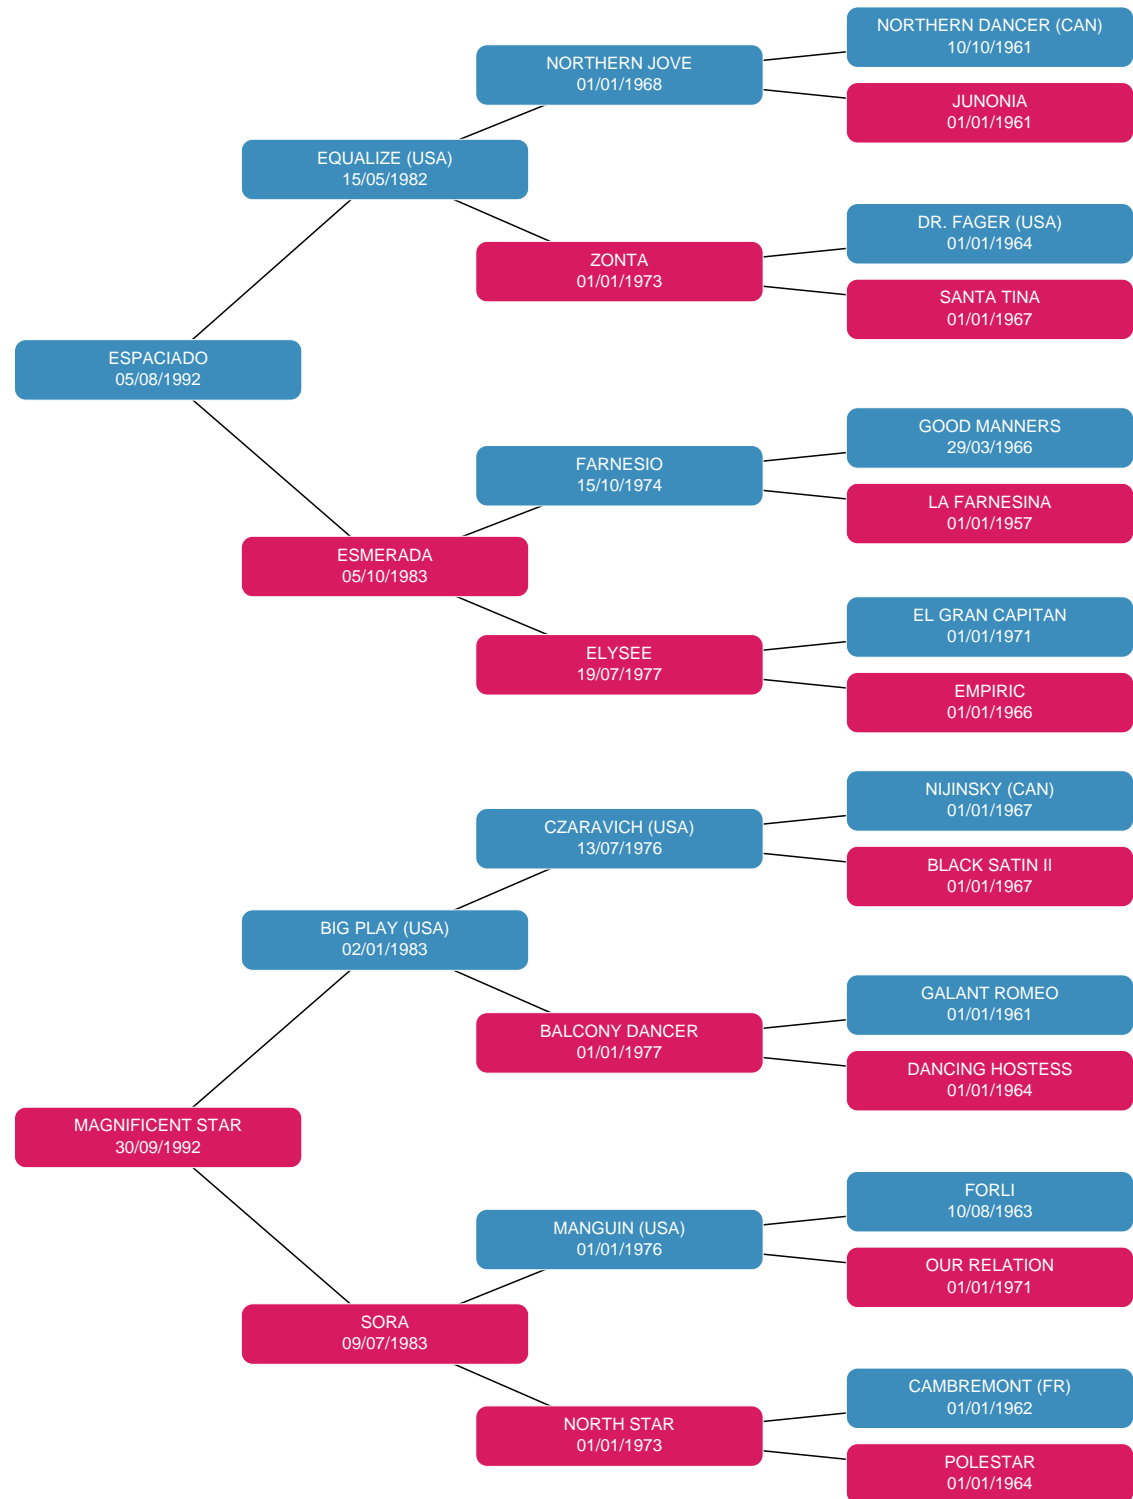 NORTHERN DANCER (CAN)
10/10/1961
NORTHERN JOVE
01/01/1968
JUNONIA
01/01/1961
EQUALIZE (USA)
15/05/1982
DR. FAGER (USA)
01/01/1964
ZONTA
01/01/1973
SANTA TINA
01/01/1967
ESPACIADO
05/08/1992
GOOD MANNERS
29/03/1966
FARNESIO
15/10/1974
LA FARNESINA
01/01/1957
ESMERADA
05/10/1983
EL GRAN CAPITAN
01/01/1971
ELYSEE
19/07/1977
EMPIRIC
01/01/1966
NIJINSKY (CAN)
01/01/1967
CZARAVICH (USA)
13/07/1976
BLACK SATIN II
01/01/1967
BIG PLAY (USA)
02/01/1983
GALANT ROMEO
01/01/1961
BALCONY DANCER
01/01/1977
DANCING HOSTESS
01/01/1964
MAGNIFICENT STAR
30/09/1992
FORLI
10/08/1963
MANGUIN (USA)
01/01/1976
OUR RELATION
01/01/1971
SORA
09/07/1983
CAMBREMONT (FR)
01/01/1962
NORTH STAR
01/01/1973
POLESTAR
01/01/1964